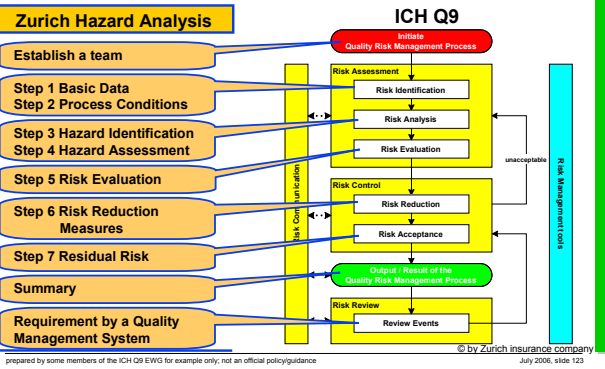 Zurich Hazard Analysis
ICH Q9
Establish a team
Step 1 Basic Data
Step 2 Process Conditions
Step 3 Hazard Identification
Step 4 Hazard Assessment
Step 5 Risk Evaluation
Step 6 Risk Reduction
Measures
Step 7 Residual Risk
Summary
Requirement by a Quality
Management System
Initiate
Quality Risk Management Process
Risk Assessment
Risk Identification
Risk Analysis
Risk Evaluation
unacceptable
Risk Control
Risk Reduction
Risk Acceptance
Output / Result of the
Quality Risk Management Process
Risk Review
Review Events
Risk Communication
Risk Management tools
© by Zurich insurance company
prepared by some members of the ICH Q9 EWG for example only; not an official policy/guidance
July 2006, slide 123